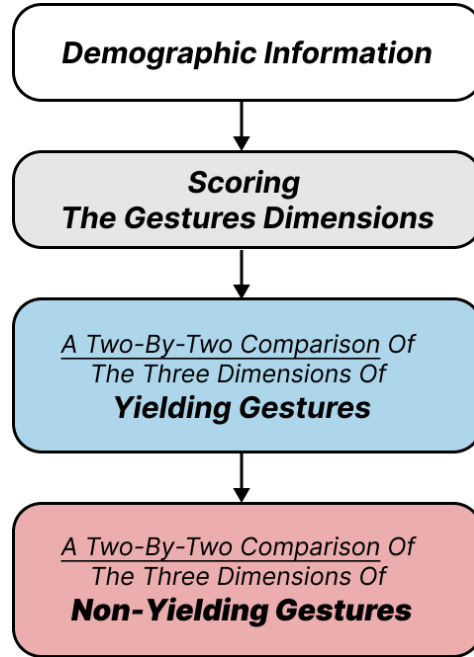 Demographic Information
Scoring
The Gestures Dimensions
A Two-By-Two Comparison Of
The Three Dimensions Of
Yielding Gestures
A Two-By-Two Comparison Of
The Three Dimensions Of
Non-Yielding Gestures